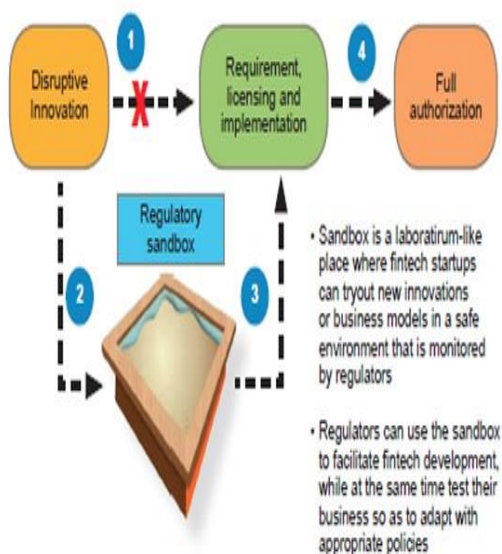 1
4
Disruptive
Innovation
Requirement,
licensing and
implementation
Full
authorization
Regulatory
sandbox
2
3
• Sandbox is a laboratirum-like
place where fintech startups
can tryout new innovations
or business models in a safe
environment that is monitored
by regulators
• Regulators can use the sandbox
to facilitate fintech development,
while at the same time test their
business so as to adapt with
appropriate policies